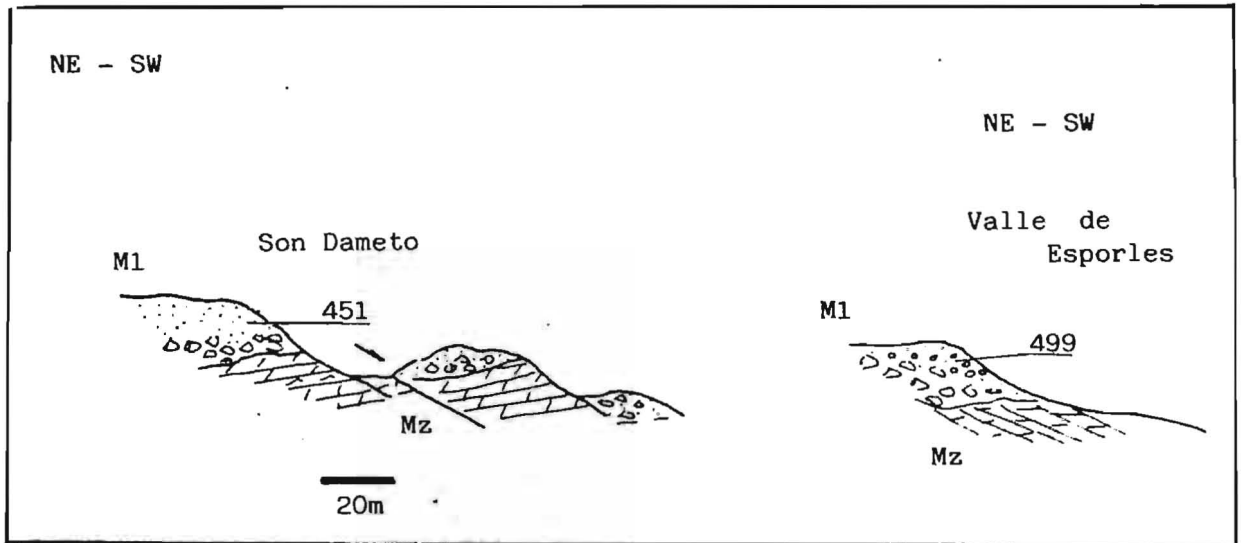 NE - SW
Son Dameto
M1
451
Mz
20m
NE - SW
Valle de
Esporles
M1
499
Mz